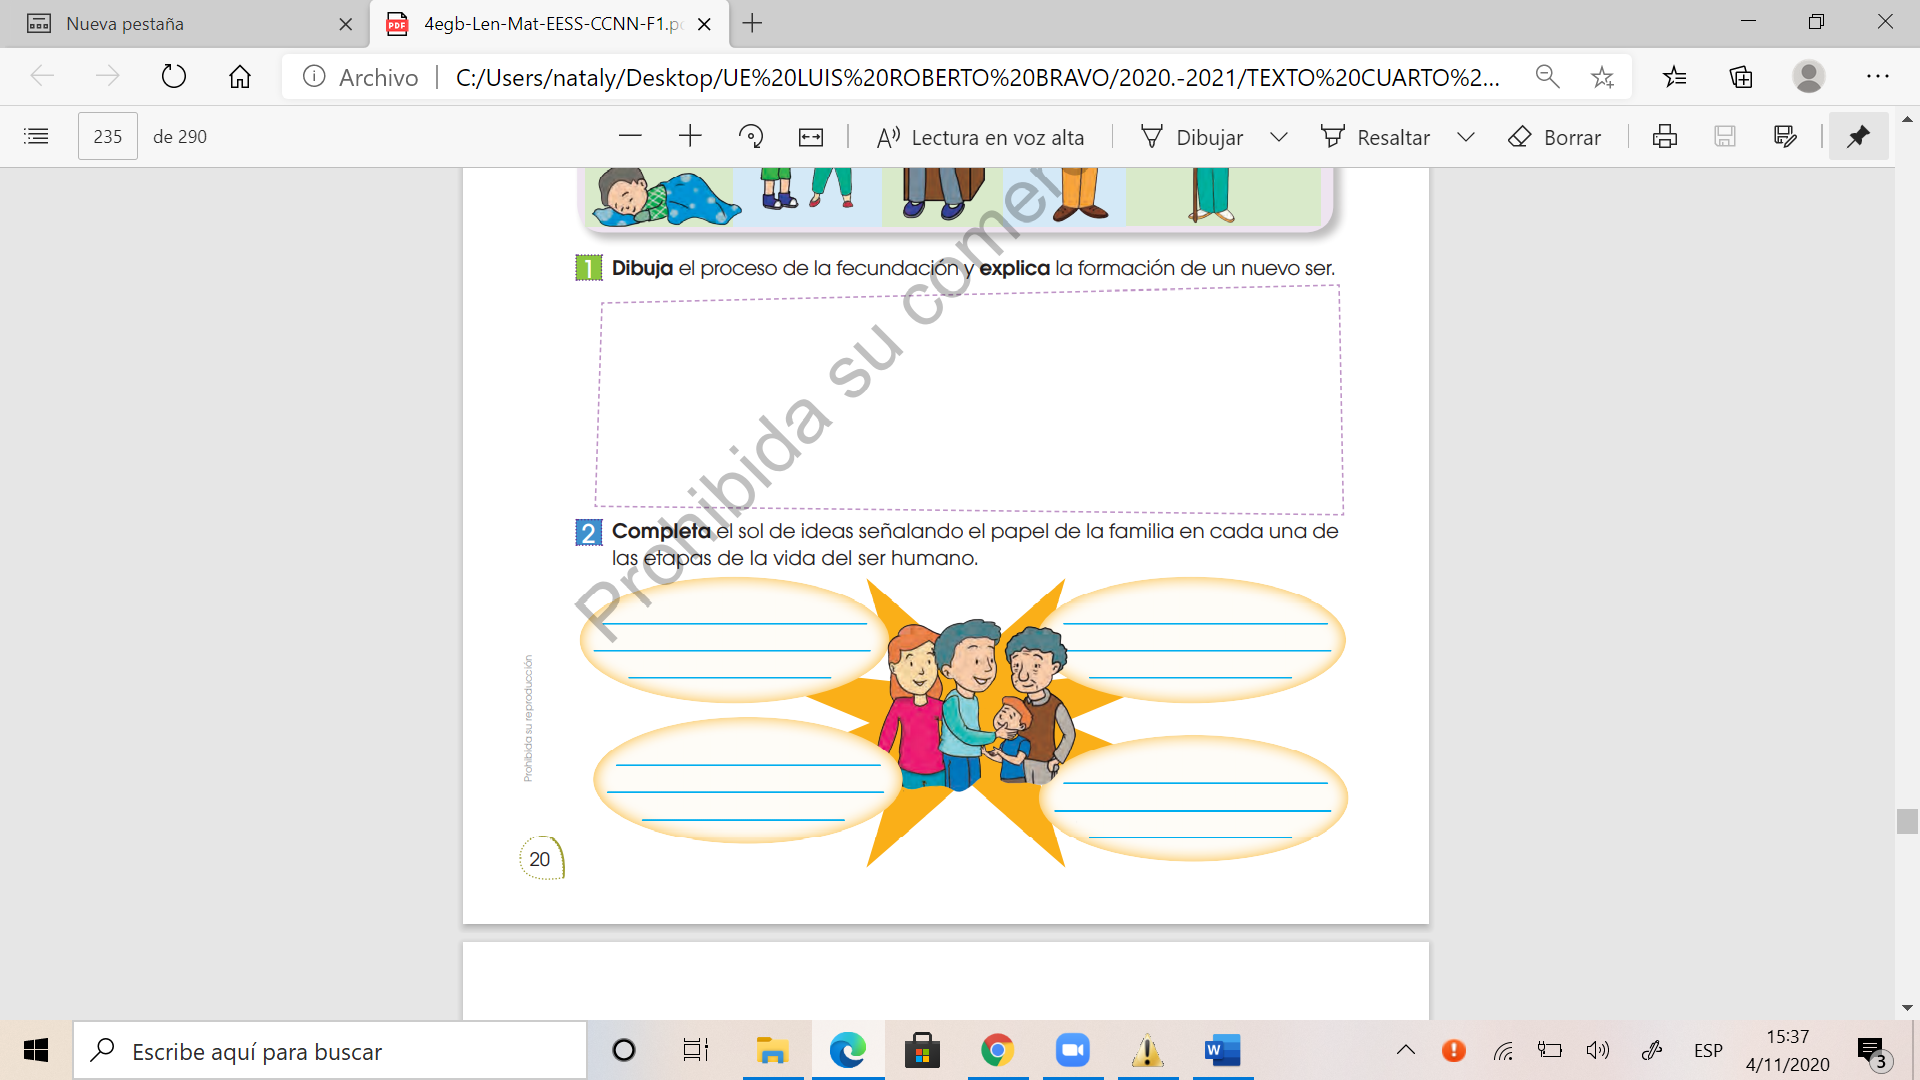 Nueva pestaña
4egb-Len-Mat-EESS-CCNN-F1.p
Archivo
C:/Users/nataly/Desktop/UE%20LUIS%20ROBERTO%20BRAVO/2020.-2021/TEXTO%20CUARTO%2...
235 de 290
Lectura en voz alta
Dibujar
Resaltar
Borrar
1 Dibuja el proceso de la fecundación y explica la formación de un nuevo ser.
Prohibida su comer
2 Completa el sol de ideas señalando el papel de la familia en cada una de
las etapas de la vida del ser humano.
Prohibida su reproducción
20
Escribe aquí para buscar
ESP
15:37
4/11/2020
3